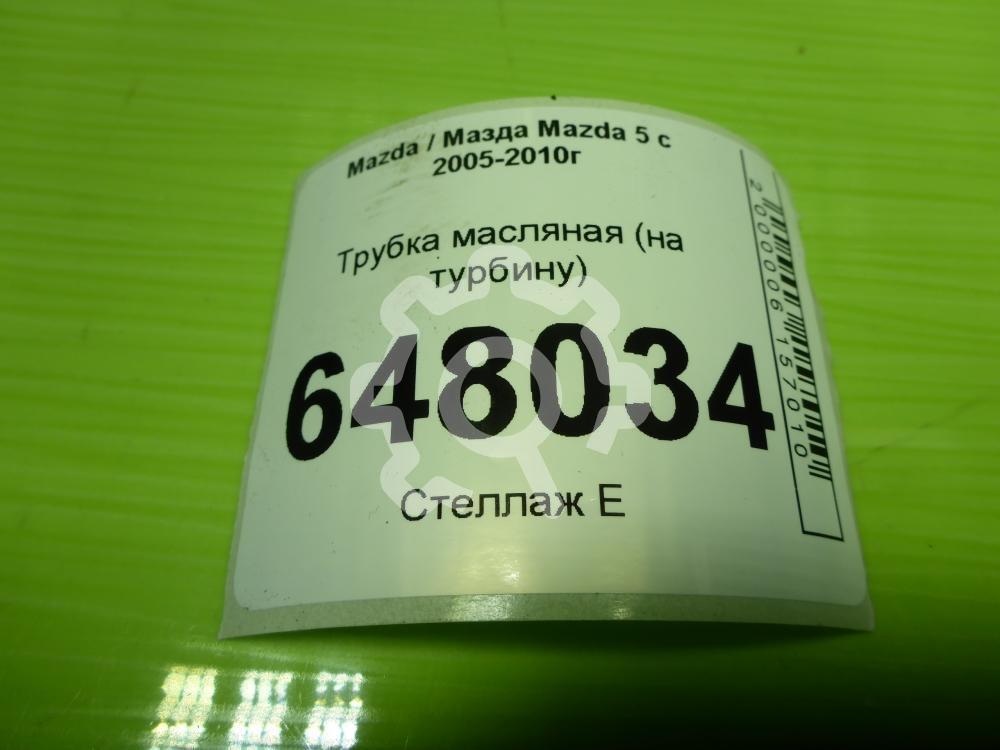 Mazda / Мазда Mazda 5 с
2005-2010г
Трубка масляная (на
турбину)
648034
Стеллаж Е
2000006157010